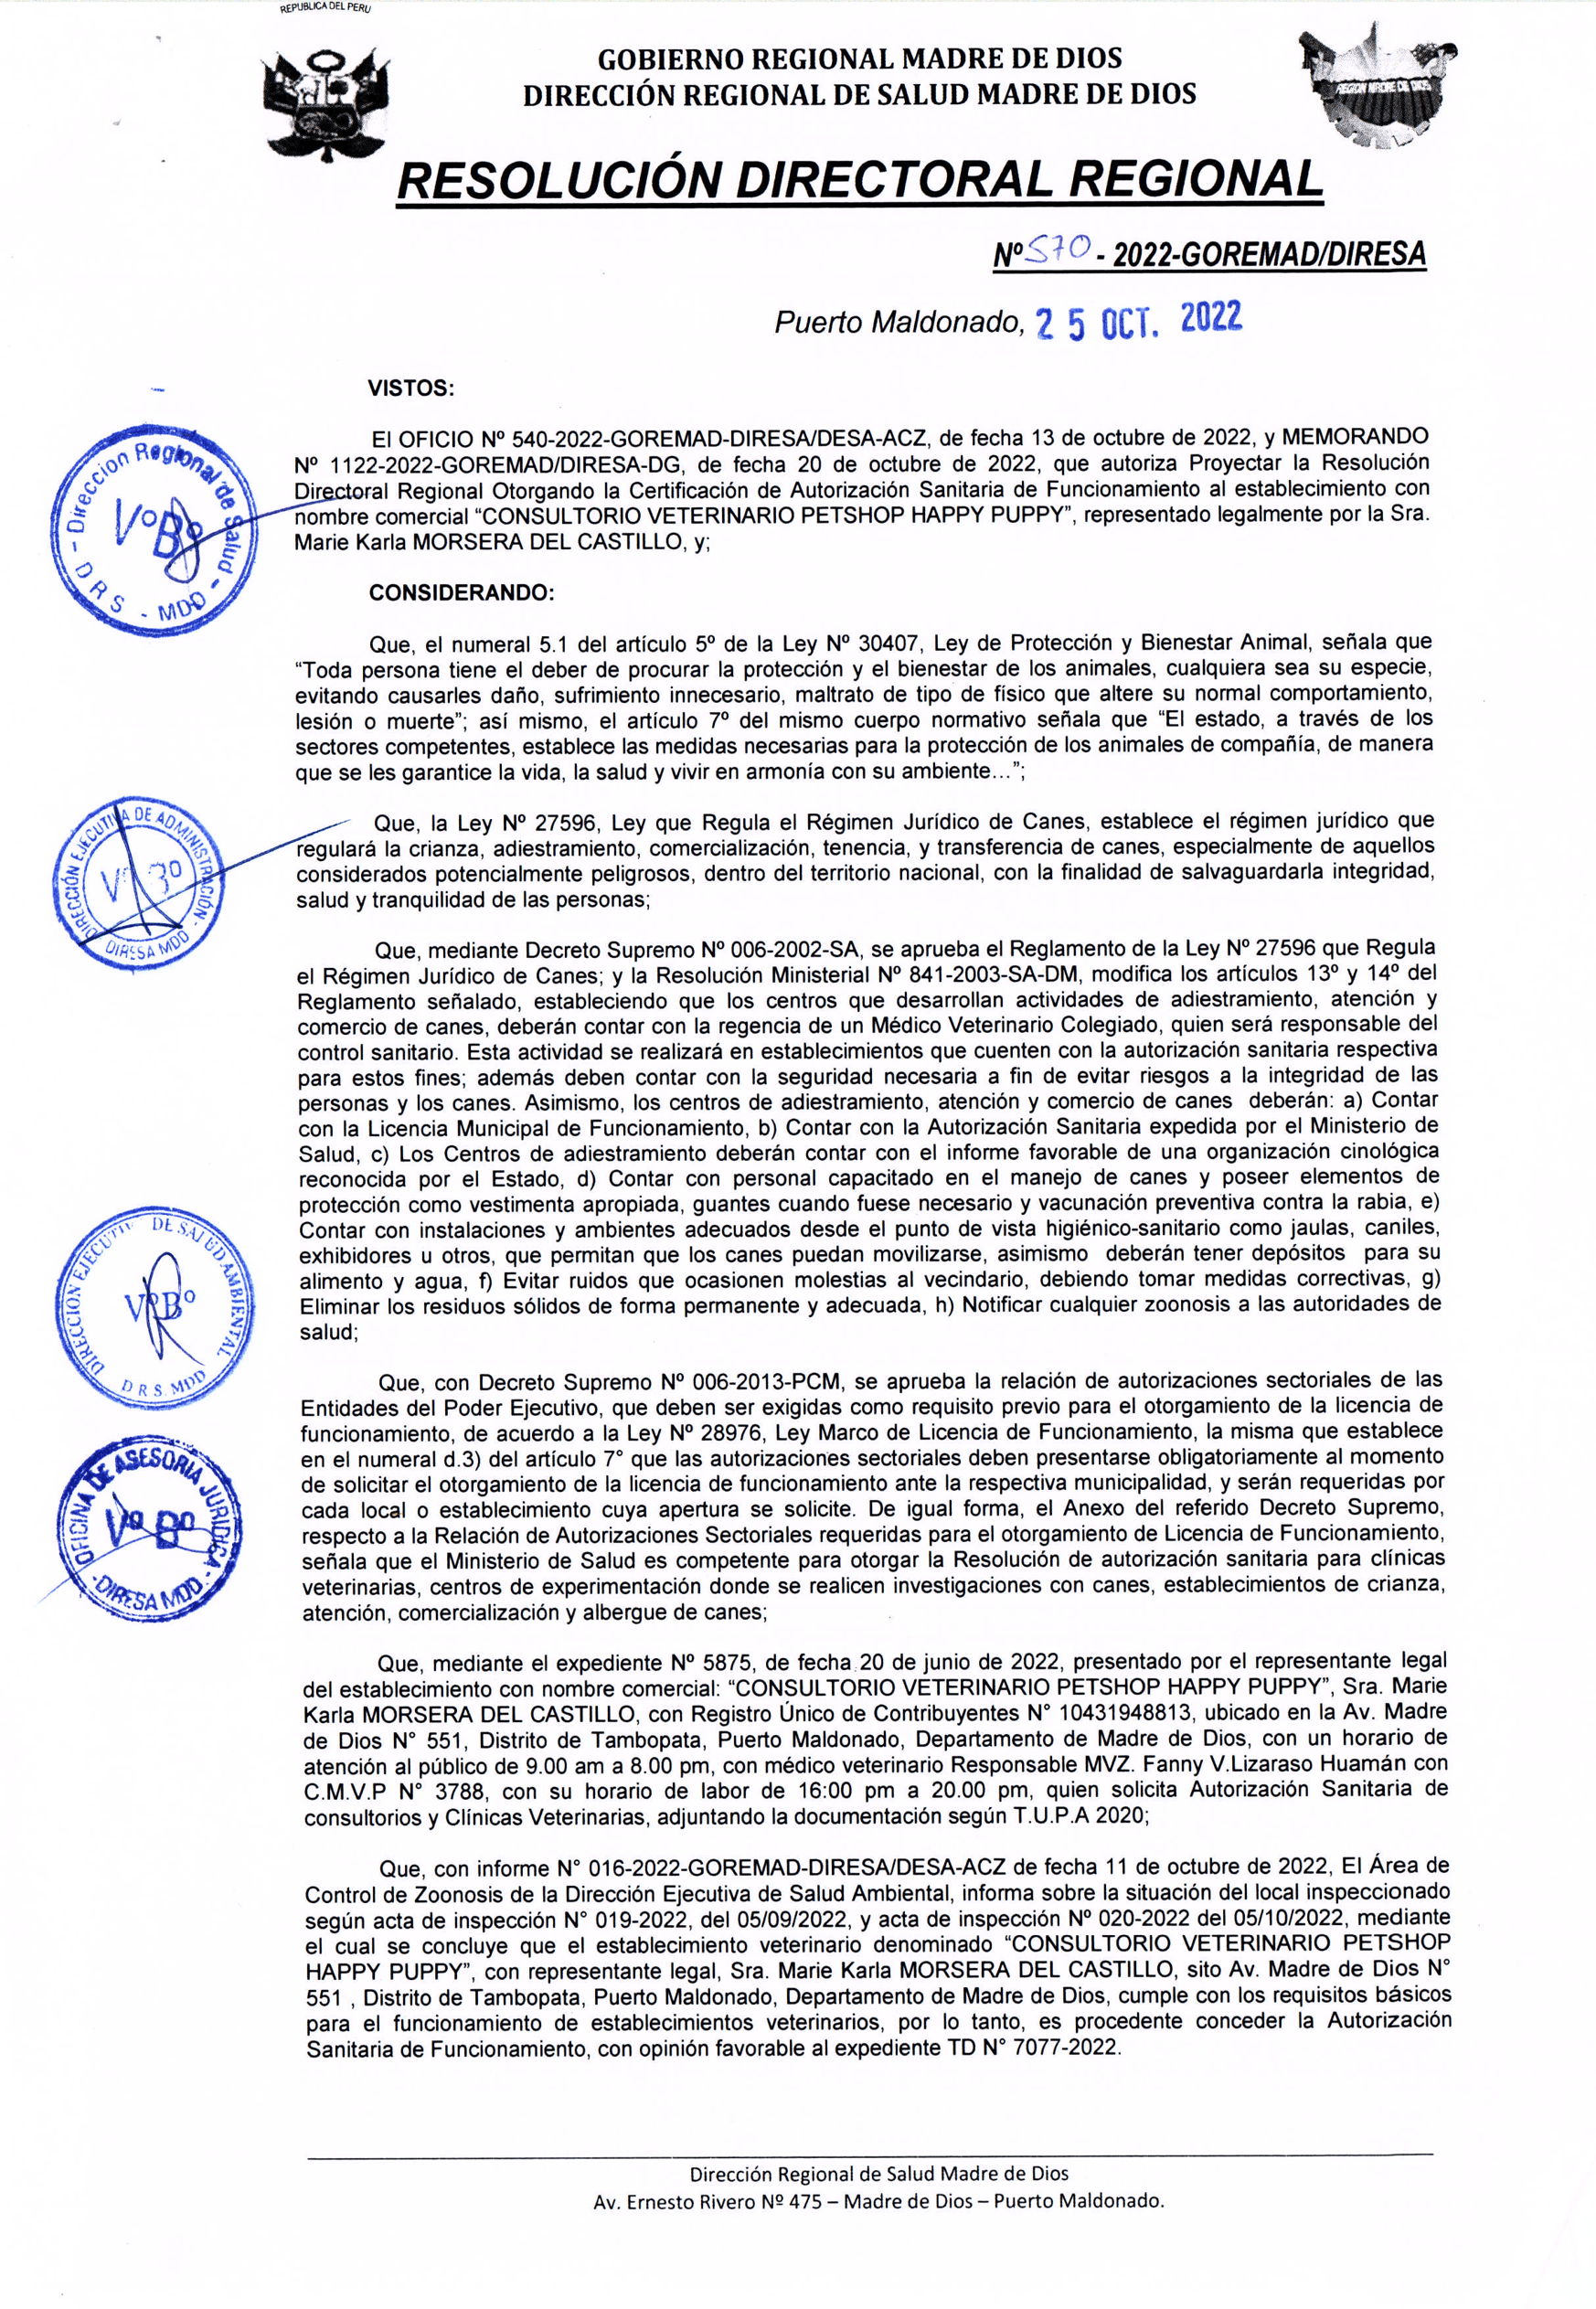 REPUBLICA DEL PERU
GOBIERNO REGIONAL MADRE DE DIOS
DIRECCIÓN REGIONAL DE SALUD MADRE DE DIOS
REGION MADRE DE DIOS
RESOLUCIÓN DIRECTORAL REGIONAL
Nº 570 - 2022-GOREMAD/DIRESA
Puerto Maldonado, 25 OCT. 2022
VISTOS:
El OFICIO Nº 540-2022-GOREMAD-DIRESA/DESA-ACZ, de fecha 13 de octubre de 2022, y MEMORANDO
Nº 1122-2022-GOREMAD/DIRESA-DG, de fecha 20 de octubre de 2022, que autoriza Proyectar la Resolución
Directoral Regional Otorgando la Certificación de Autorización Sanitaria de Funcionamiento al establecimiento con
nombre comercial “CONSULTORIO VETERINARIO PETSHOP HAPPY PUPPY”, representado legalmente por la Sra.
Marie Karla MORSERA DEL CASTILLO, y;
- Direccion Regional de Salud -
VºBº
DRS - MDD
CONSIDERANDO:
Que, el numeral 5.1 del artículo 5º de la Ley Nº 30407, Ley de Protección y Bienestar Animal, señala que
“Toda persona tiene el deber de procurar la protección y el bienestar de los animales, cualquiera sea su especie,
evitando causarles daño, sufrimiento innecesario, maltrato de tipo de físico que altere su normal comportamiento,
lesión o muerte”; así mismo, el artículo 7º del mismo cuerpo normativo señala que “El estado, a través de los
sectores competentes, establece las medidas necesarias para la protección de los animales de compañía, de manera
que se les garantice la vida, la salud y vivir en armonía con su ambiente...”;
Que, la Ley Nº 27596, Ley que Regula el Régimen Jurídico de Canes, establece el régimen jurídico que
regulará la crianza, adiestramiento, comercialización, tenencia, y transferencia de canes, especialmente de aquellos
considerados potencialmente peligrosos, dentro del territorio nacional, con la finalidad de salvaguardarla integridad,
salud y tranquilidad de las personas;
DIRECCIÓN EJECUTIVA DE ADMINISTRACIÓN
VºBº
DIRESA MDD
Que, mediante Decreto Supremo Nº 006-2002-SA, se aprueba el Reglamento de la Ley Nº 27596 que Regula
el Régimen Jurídico de Canes; y la Resolución Ministerial Nº 841-2003-SA-DM, modifica los artículos 13º y 14º del
Reglamento señalado, estableciendo que los centros que desarrollan actividades de adiestramiento, atención y
comercio de canes, deberán contar con la regencia de un Médico Veterinario Colegiado, quien será responsable del
control sanitario. Esta actividad se realizará en establecimientos que cuenten con la autorización sanitaria respectiva
para estos fines; además deben contar con la seguridad necesaria a fin de evitar riesgos a la integridad de las
personas y los canes. Asimismo, los centros de adiestramiento, atención y comercio de canes deberán: a) Contar
con la Licencia Municipal de Funcionamiento, b) Contar con la Autorización Sanitaria expedida por el Ministerio de
Salud, c) Los Centros de adiestramiento deberán contar con el informe favorable de una organización cinológica
reconocida por el Estado, d) Contar con personal capacitado en el manejo de canes y poseer elementos de
protección como vestimenta apropiada, guantes cuando fuese necesario y vacunación preventiva contra la rabia, e)
Contar con instalaciones y ambientes adecuados desde el punto de vista higiénico-sanitario como jaulas, caniles,
exhibidores u otros, que permitan que los canes puedan movilizarse, asimismo deberán tener depósitos para su
alimento y agua, f) Evitar ruidos que ocasionen molestias al vecindario, debiendo tomar medidas correctivas, g)
Eliminar los residuos sólidos de forma permanente y adecuada, h) Notificar cualquier zoonosis a las autoridades de
salud;
DIRECCION EJECUTIV DE SALUD AMBIENTAL
VºBº
D R S. MDD
Que, con Decreto Supremo Nº 006-2013-PCM, se aprueba la relación de autorizaciones sectoriales de las
Entidades del Poder Ejecutivo, que deben ser exigidas como requisito previo para el otorgamiento de la licencia de
funcionamiento, de acuerdo a la Ley Nº 28976, Ley Marco de Licencia de Funcionamiento, la misma que establece
en el numeral d.3) del artículo 7° que las autorizaciones sectoriales deben presentarse obligatoriamente al momento
de solicitar el otorgamiento de la licencia de funcionamiento ante la respectiva municipalidad, y serán requeridas por
cada local o establecimiento cuya apertura se solicite. De igual forma, el Anexo del referido Decreto Supremo,
respecto a la Relación de Autorizaciones Sectoriales requeridas para el otorgamiento de Licencia de Funcionamiento,
señala que el Ministerio de Salud es competente para otorgar la Resolución de autorización sanitaria para clínicas
veterinarias, centros de experimentación donde se realicen investigaciones con canes, establecimientos de crianza,
atención, comercialización y albergue de canes;
OFICINA DE ASESORIA JURIDICA
Vº Bº
-DIRESA MDD.-
Que, mediante el expediente Nº 5875, de fecha 20 de junio de 2022, presentado por el representante legal
del establecimiento con nombre comercial: “CONSULTORIO VETERINARIO PETSHOP HAPPY PUPPY”, Sra. Marie
Karla MORSERA DEL CASTILLO, con Registro Único de Contribuyentes N° 10431948813, ubicado en la Av. Madre
de Dios N° 551, Distrito de Tambopata, Puerto Maldonado, Departamento de Madre de Dios, con un horario de
atención al público de 9.00 am a 8.00 pm, con médico veterinario Responsable MVZ. Fanny V.Lizaraso Huamán con
C.M.V.P N° 3788, con su horario de labor de 16:00 pm a 20.00 pm, quien solicita Autorización Sanitaria de
consultorios y Clínicas Veterinarias, adjuntando la documentación según T.U.P.A 2020;
Que, con informe N° 016-2022-GOREMAD-DIRESA/DESA-ACZ de fecha 11 de octubre de 2022, El Área de
Control de Zoonosis de la Dirección Ejecutiva de Salud Ambiental, informa sobre la situación del local inspeccionado
según acta de inspección N° 019-2022, del 05/09/2022, y acta de inspección Nº 020-2022 del 05/10/2022, mediante
el cual se concluye que el establecimiento veterinario denominado “CONSULTORIO VETERINARIO PETSHOP
HAPPY PUPPY”, con representante legal, Sra. Marie Karla MORSERA DEL CASTILLO, sito Av. Madre de Dios N°
551 , Distrito de Tambopata, Puerto Maldonado, Departamento de Madre de Dios, cumple con los requisitos básicos
para el funcionamiento de establecimientos veterinarios, por lo tanto, es procedente conceder la Autorización
Sanitaria de Funcionamiento, con opinión favorable al expediente TD N° 7077-2022.
Dirección Regional de Salud Madre de Dios
Av. Ernesto Rivero Nº 475 – Madre de Dios – Puerto Maldonado.